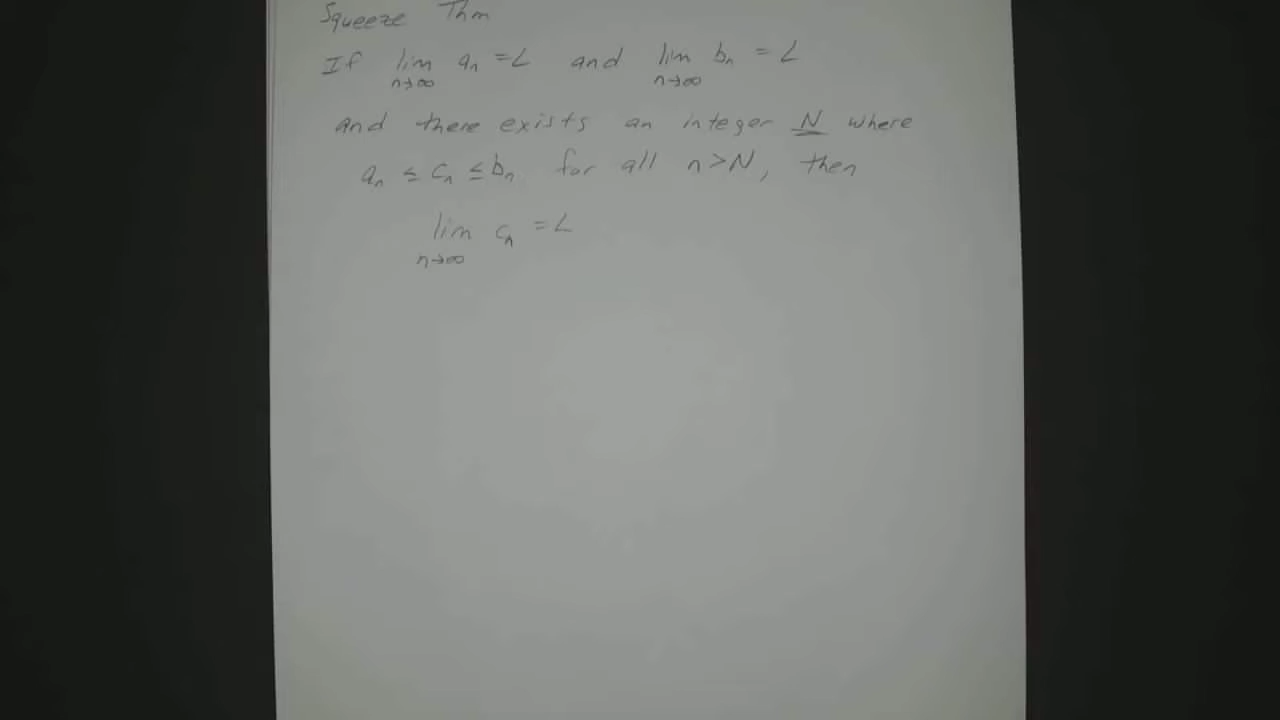 Squeeze Thm
If lim n→∞ aₙ = L and lim n→∞ bₙ = L
and there exists an integer N where
aₙ ≤ cₙ ≤ bₙ for all n > N, then
lim n→∞ cₙ = L